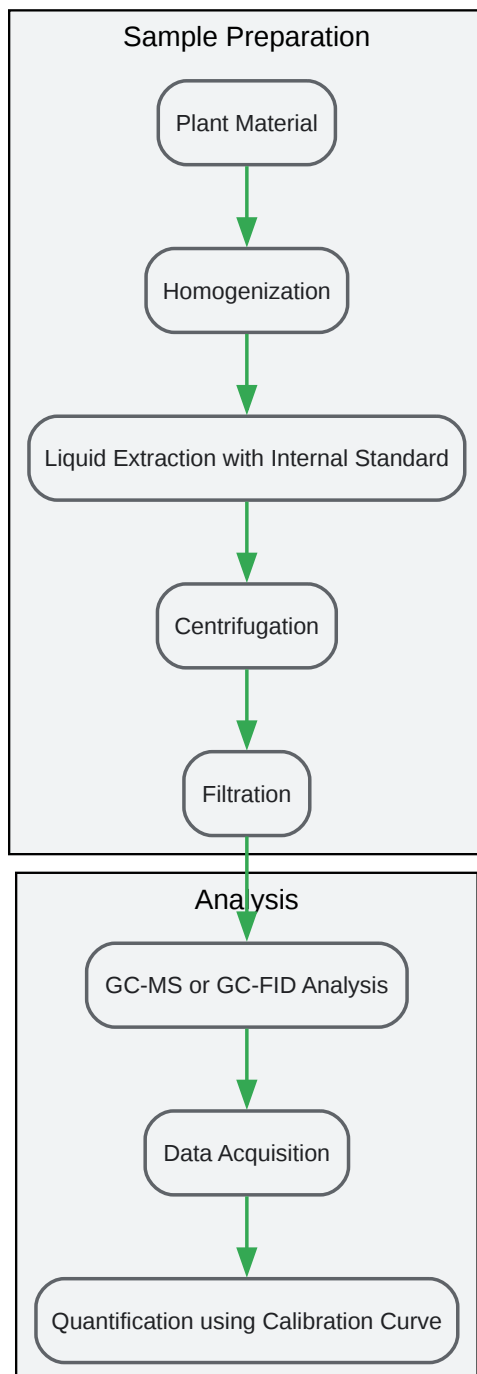 Sample Preparation
Plant Material
Homogenization
Liquid Extraction with Internal Standard
Centrifugation
Filtration
Analysis
GC-MS or GC-FID Analysis
Data Acquisition
Quantification using Calibration Curve